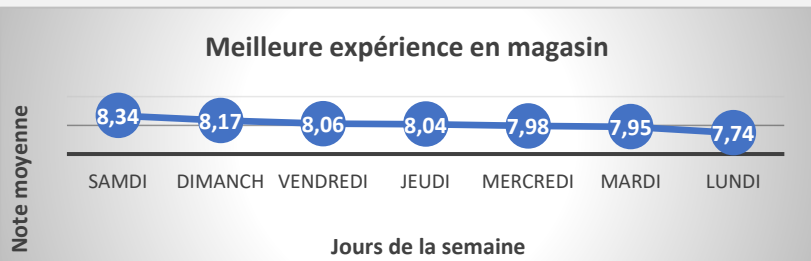 Meilleure expérience en magasin
Note moyenne
8,34 8,17 8,06 8,04 7,98 7,95 7,74
SAMDI DIMANCH VENDREDI JEUDI MERCREDI MARDI LUNDI
Jours de la semaine